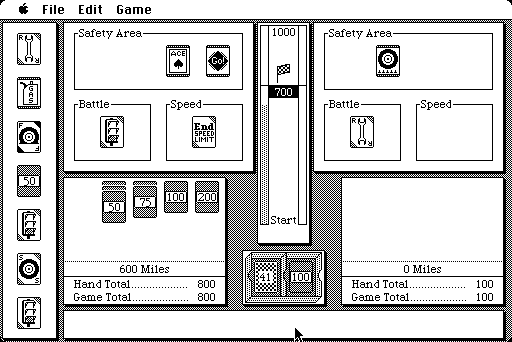 File Edit Game
Safety Area
ACE
Go!
Battle
Speed
End
SPEED
LIMIT
1000
700
Start
Safety Area
Battle
Speed
R
R
GAS
F
F
50
S
S
50
75
100
200
600 Miles
Hand Total 800
Game Total 800
41
100
0 Miles
Hand Total 100
Game Total 100